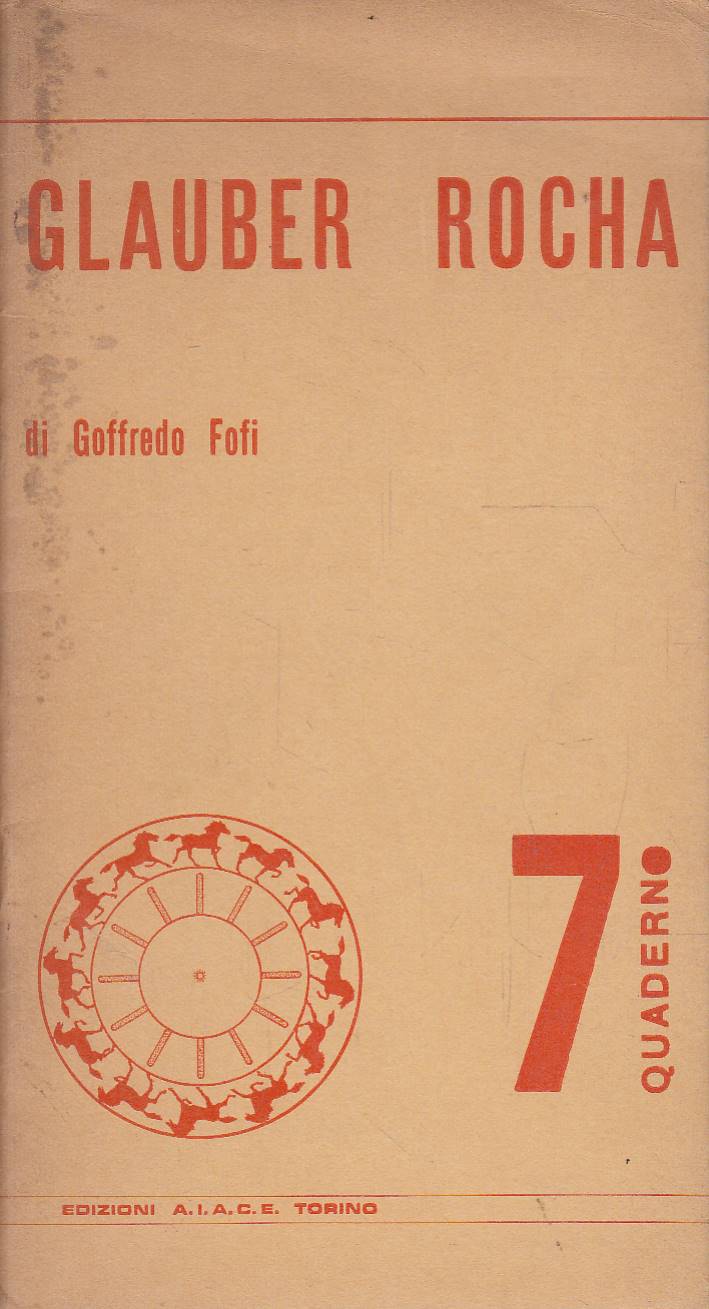 GLAUBER ROCHA
di Goffredo Fofi
7
QUADERNO
EDIZIONI A.I.A.C.E. TORINO